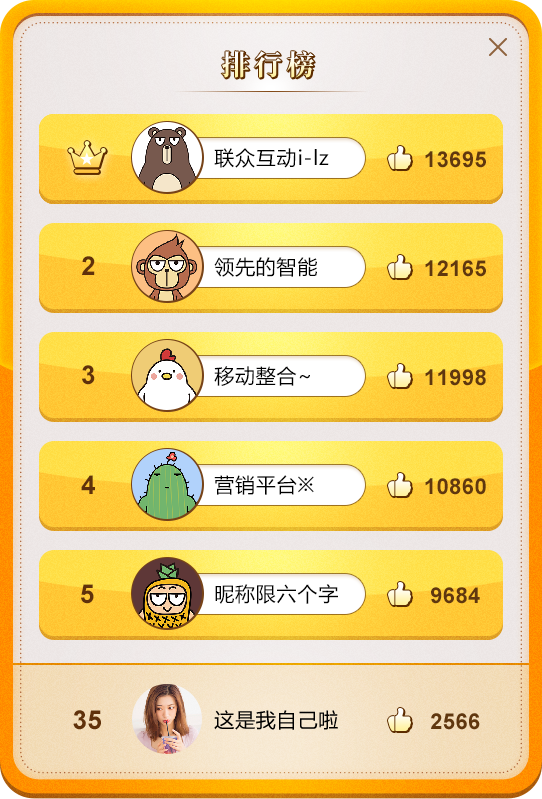 排行榜
联众互动i-lz 13695
2 领先的智能 12165
3 移动整合~ 11998
4 营销平台※ 10860
5 昵称限六个字 9684
35 这是我自己啦 2566